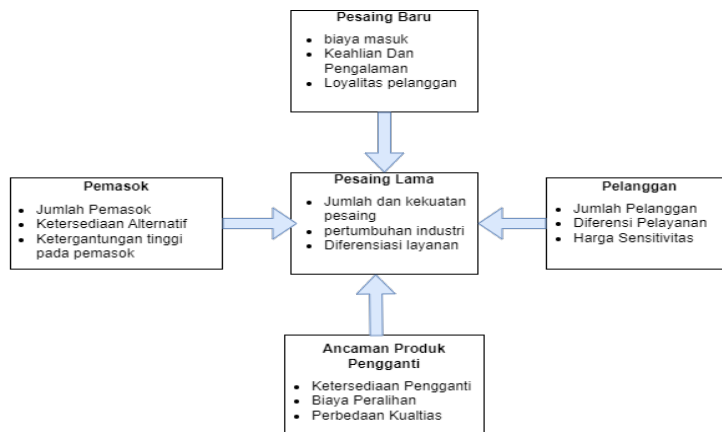 Pesaing Baru
biaya masuk
Keahlian Dan
Pengalaman
Loyalitas pelanggan
Pemasok
Jumlah Pemasok
Ketersediaan Alternatif
Ketergantungan tinggi
pada pemasok
Pesaing Lama
Jumlah dan kekuatan
pesaing
pertumbuhan industri
Diferensiasi layanan
Pelanggan
Jumlah Pelanggan
Diferensi Pelayanan
Harga Sensitivitas
Ancaman Produk
Pengganti
Ketersediaan Pengganti
Biaya Peralihan
Perbedaan Kualtias